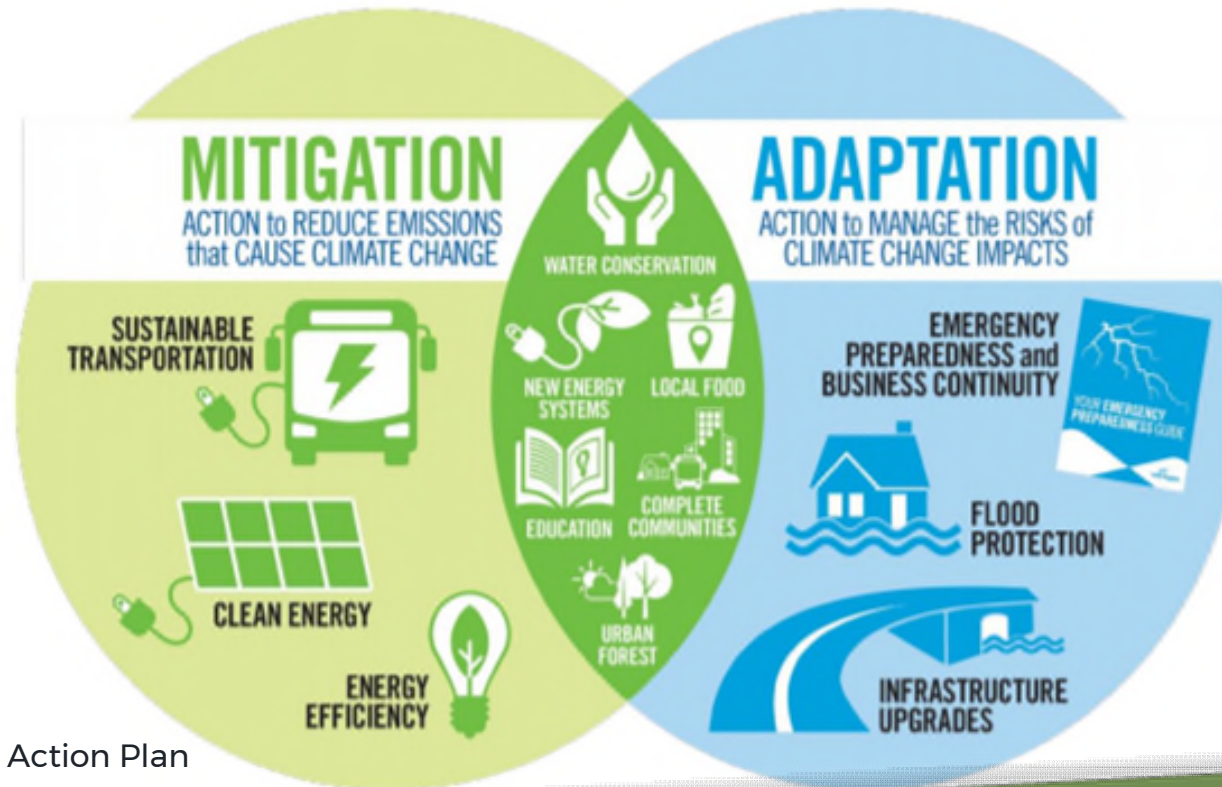 MITIGATION
ACTION to REDUCE EMISSIONS
that CAUSE CLIMATE CHANGE
ADAPTATION
ACTION to MANAGE the RISKS of
CLIMATE CHANGE IMPACTS
SUSTAINABLE
TRANSPORTATION
CLEAN ENERGY
ENERGY
EFFICIENCY
WATER CONSERVATION
NEW ENERGY
SYSTEMS
LOCAL FOOD
EDUCATION
COMPLETE
COMMUNITIES
URBAN
FOREST
EMERGENCY
PREPAREDNESS and
BUSINESS CONTINUITY
YOUR EMERGENCY
PREPAREDNESS GUIDE
FLOOD
PROTECTION
INFRASTRUCTURE
UPGRADES
Action Plan